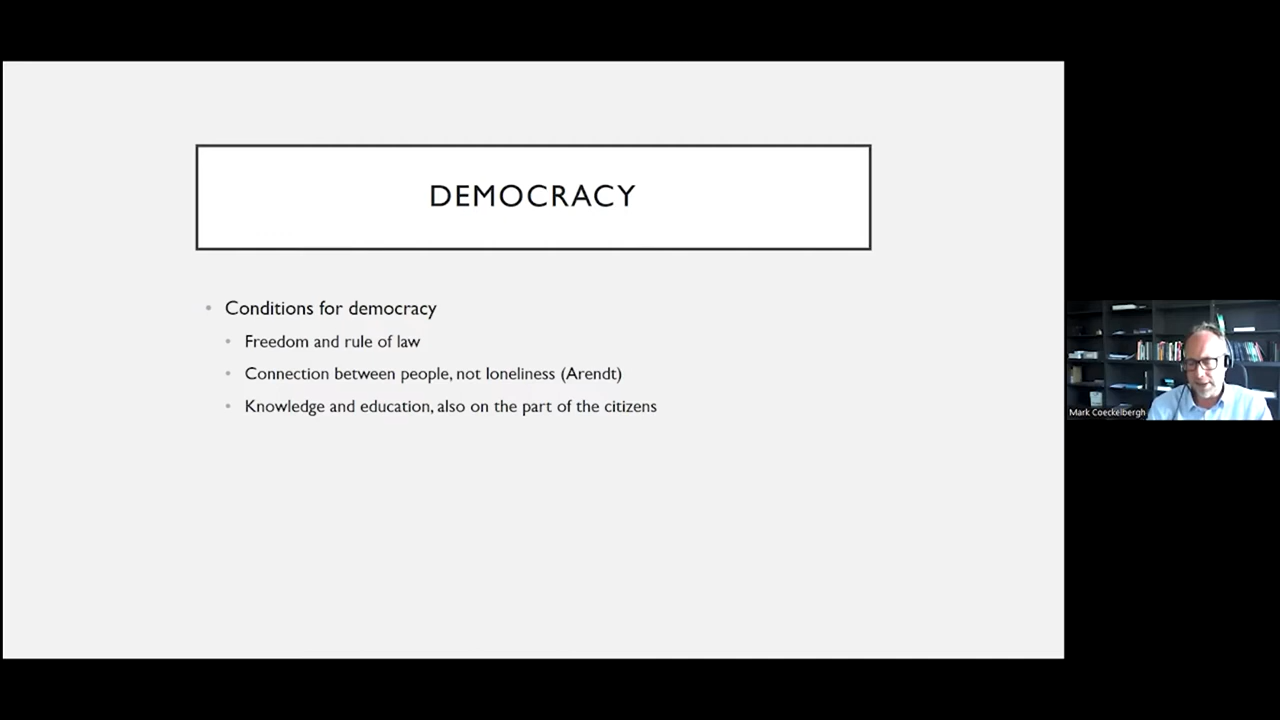 DEMOCRACY
Conditions for democracy
Freedom and rule of law
Connection between people, not loneliness (Arendt)
Knowledge and education, also on the part of the citizens
Mark Coeckelbergh